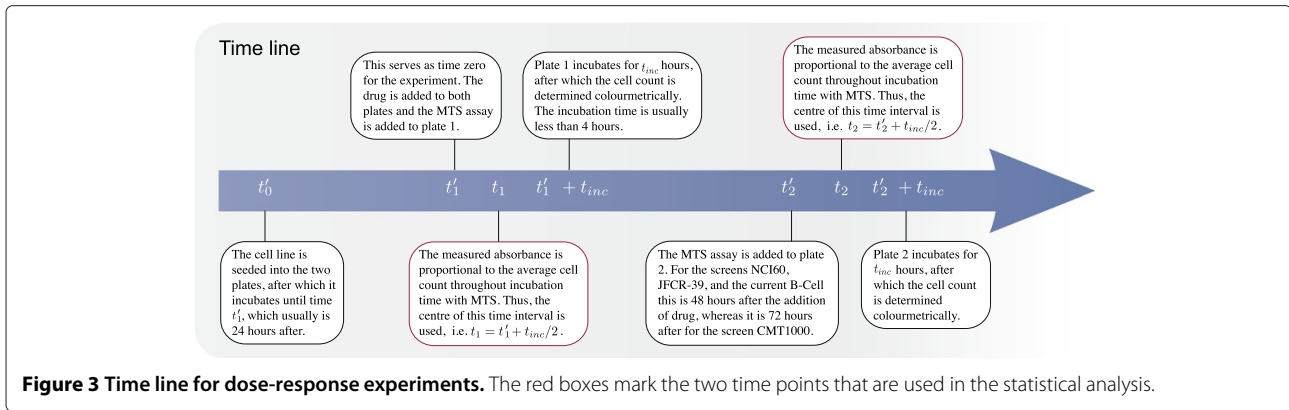 Time line
This serves as time zero
for the experiment. The
drug is added to both
plates and the MTS assay
is added to plate 1.
Plate 1 incubates for t_inc hours,
after which the cell count is
determined colourmetrically.
The incubation time is usually
less than 4 hours.
The measured absorbance is
proportional to the average cell
count throughout incubation
time with MTS. Thus, the
centre of this time interval is
used, i.e. t₂ = t′₂ + t_inc/2.
t′₀ t′₁ t₁ t′₁ + t_inc t′₂ t₂ t′₂ + t_inc
The cell line is
seeded into the two
plates, after which it
incubates until time
t′₁, which usually is
24 hours after.
The measured absorbance is
proportional to the average cell
count throughout incubation
time with MTS. Thus, the
centre of this time interval is
used, i.e. t₁ = t′₁ + t_inc/2.
The MTS assay is added to plate
2. For the screens NCI60,
JFCR-39, and the current B-Cell
this is 48 hours after the addition
of drug, whereas it is 72 hours
after for the screen CMT1000.
Plate 2 incubates for
t_inc hours, after
which the cell count
is determined
colourmetrically.
Figure 3 Time line for dose-response experiments. The red boxes mark the two time points that are used in the statistical analysis.